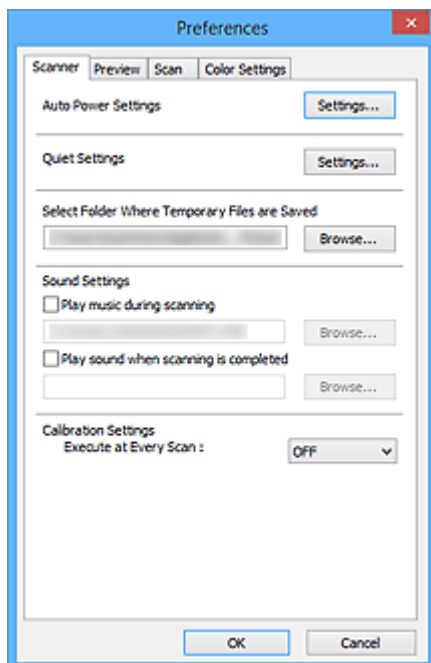 Preferences
Scanner Preview Scan Color Settings
Auto Power Settings Settings...
Quiet Settings Settings...
Select Folder Where Temporary Files are Saved
Browse...
Sound Settings
Play music during scanning
Browse...
Play sound when scanning is completed
Browse...
Calibration Settings
Execute at Every Scan : OFF
OK Cancel